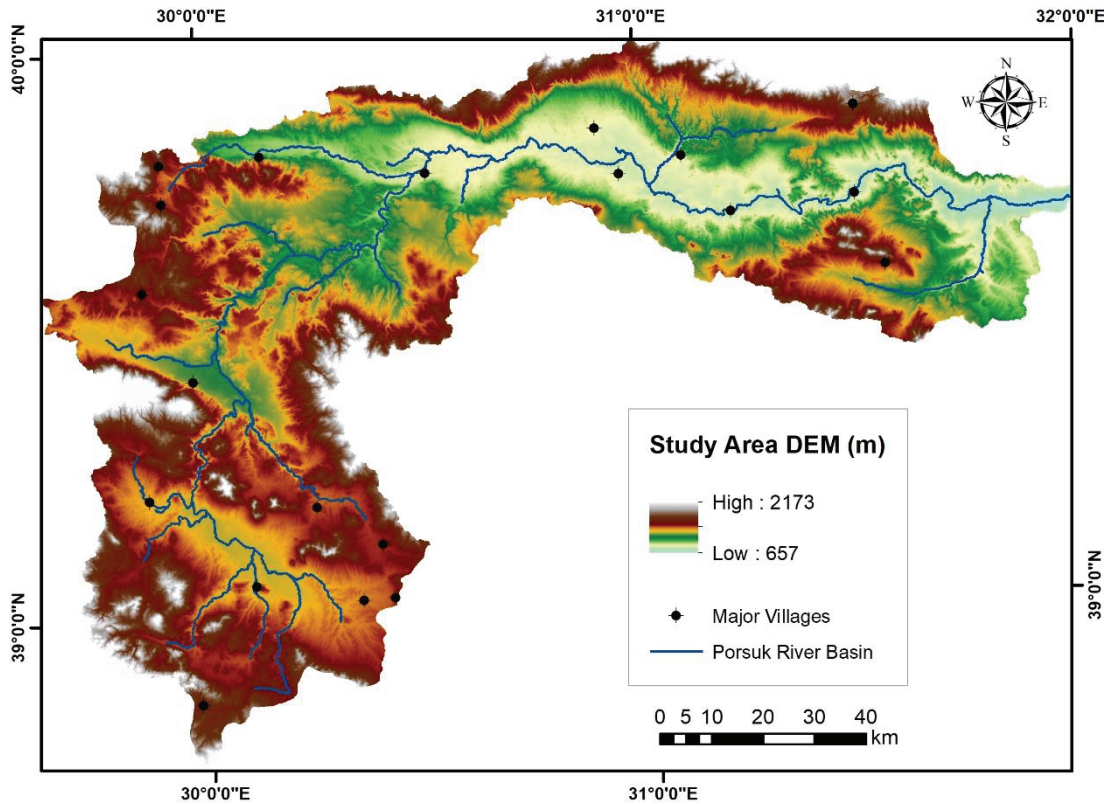 30°0'0"E
31°0'0"E
32°0'0"E
40°0'0"N
N
W
E
S
Study Area DEM (m)
High : 2173
Low : 657
Major Villages
Porsuk River Basin
39°0'0"N
39°0'0"N
0 5 10 20 30 40
km
30°0'0"E
31°0'0"E